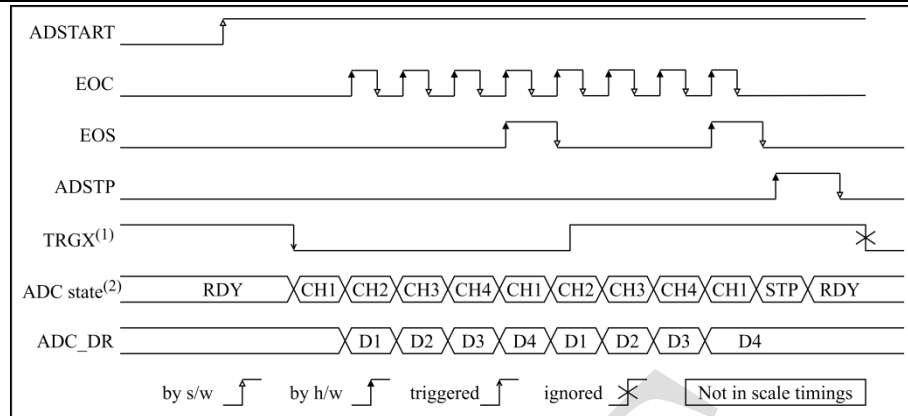 ADSTART
EOC
EOS
ADSTP
TRGX(1)
ADC state(2) RDY CH1 CH2 CH3 CH4 CH1 CH2 CH3 CH4 CH1 STP RDY
ADC_DR D1 D2 D3 D4 D1 D2 D3 D4
by s/w by h/w triggered ignored Not in scale timings